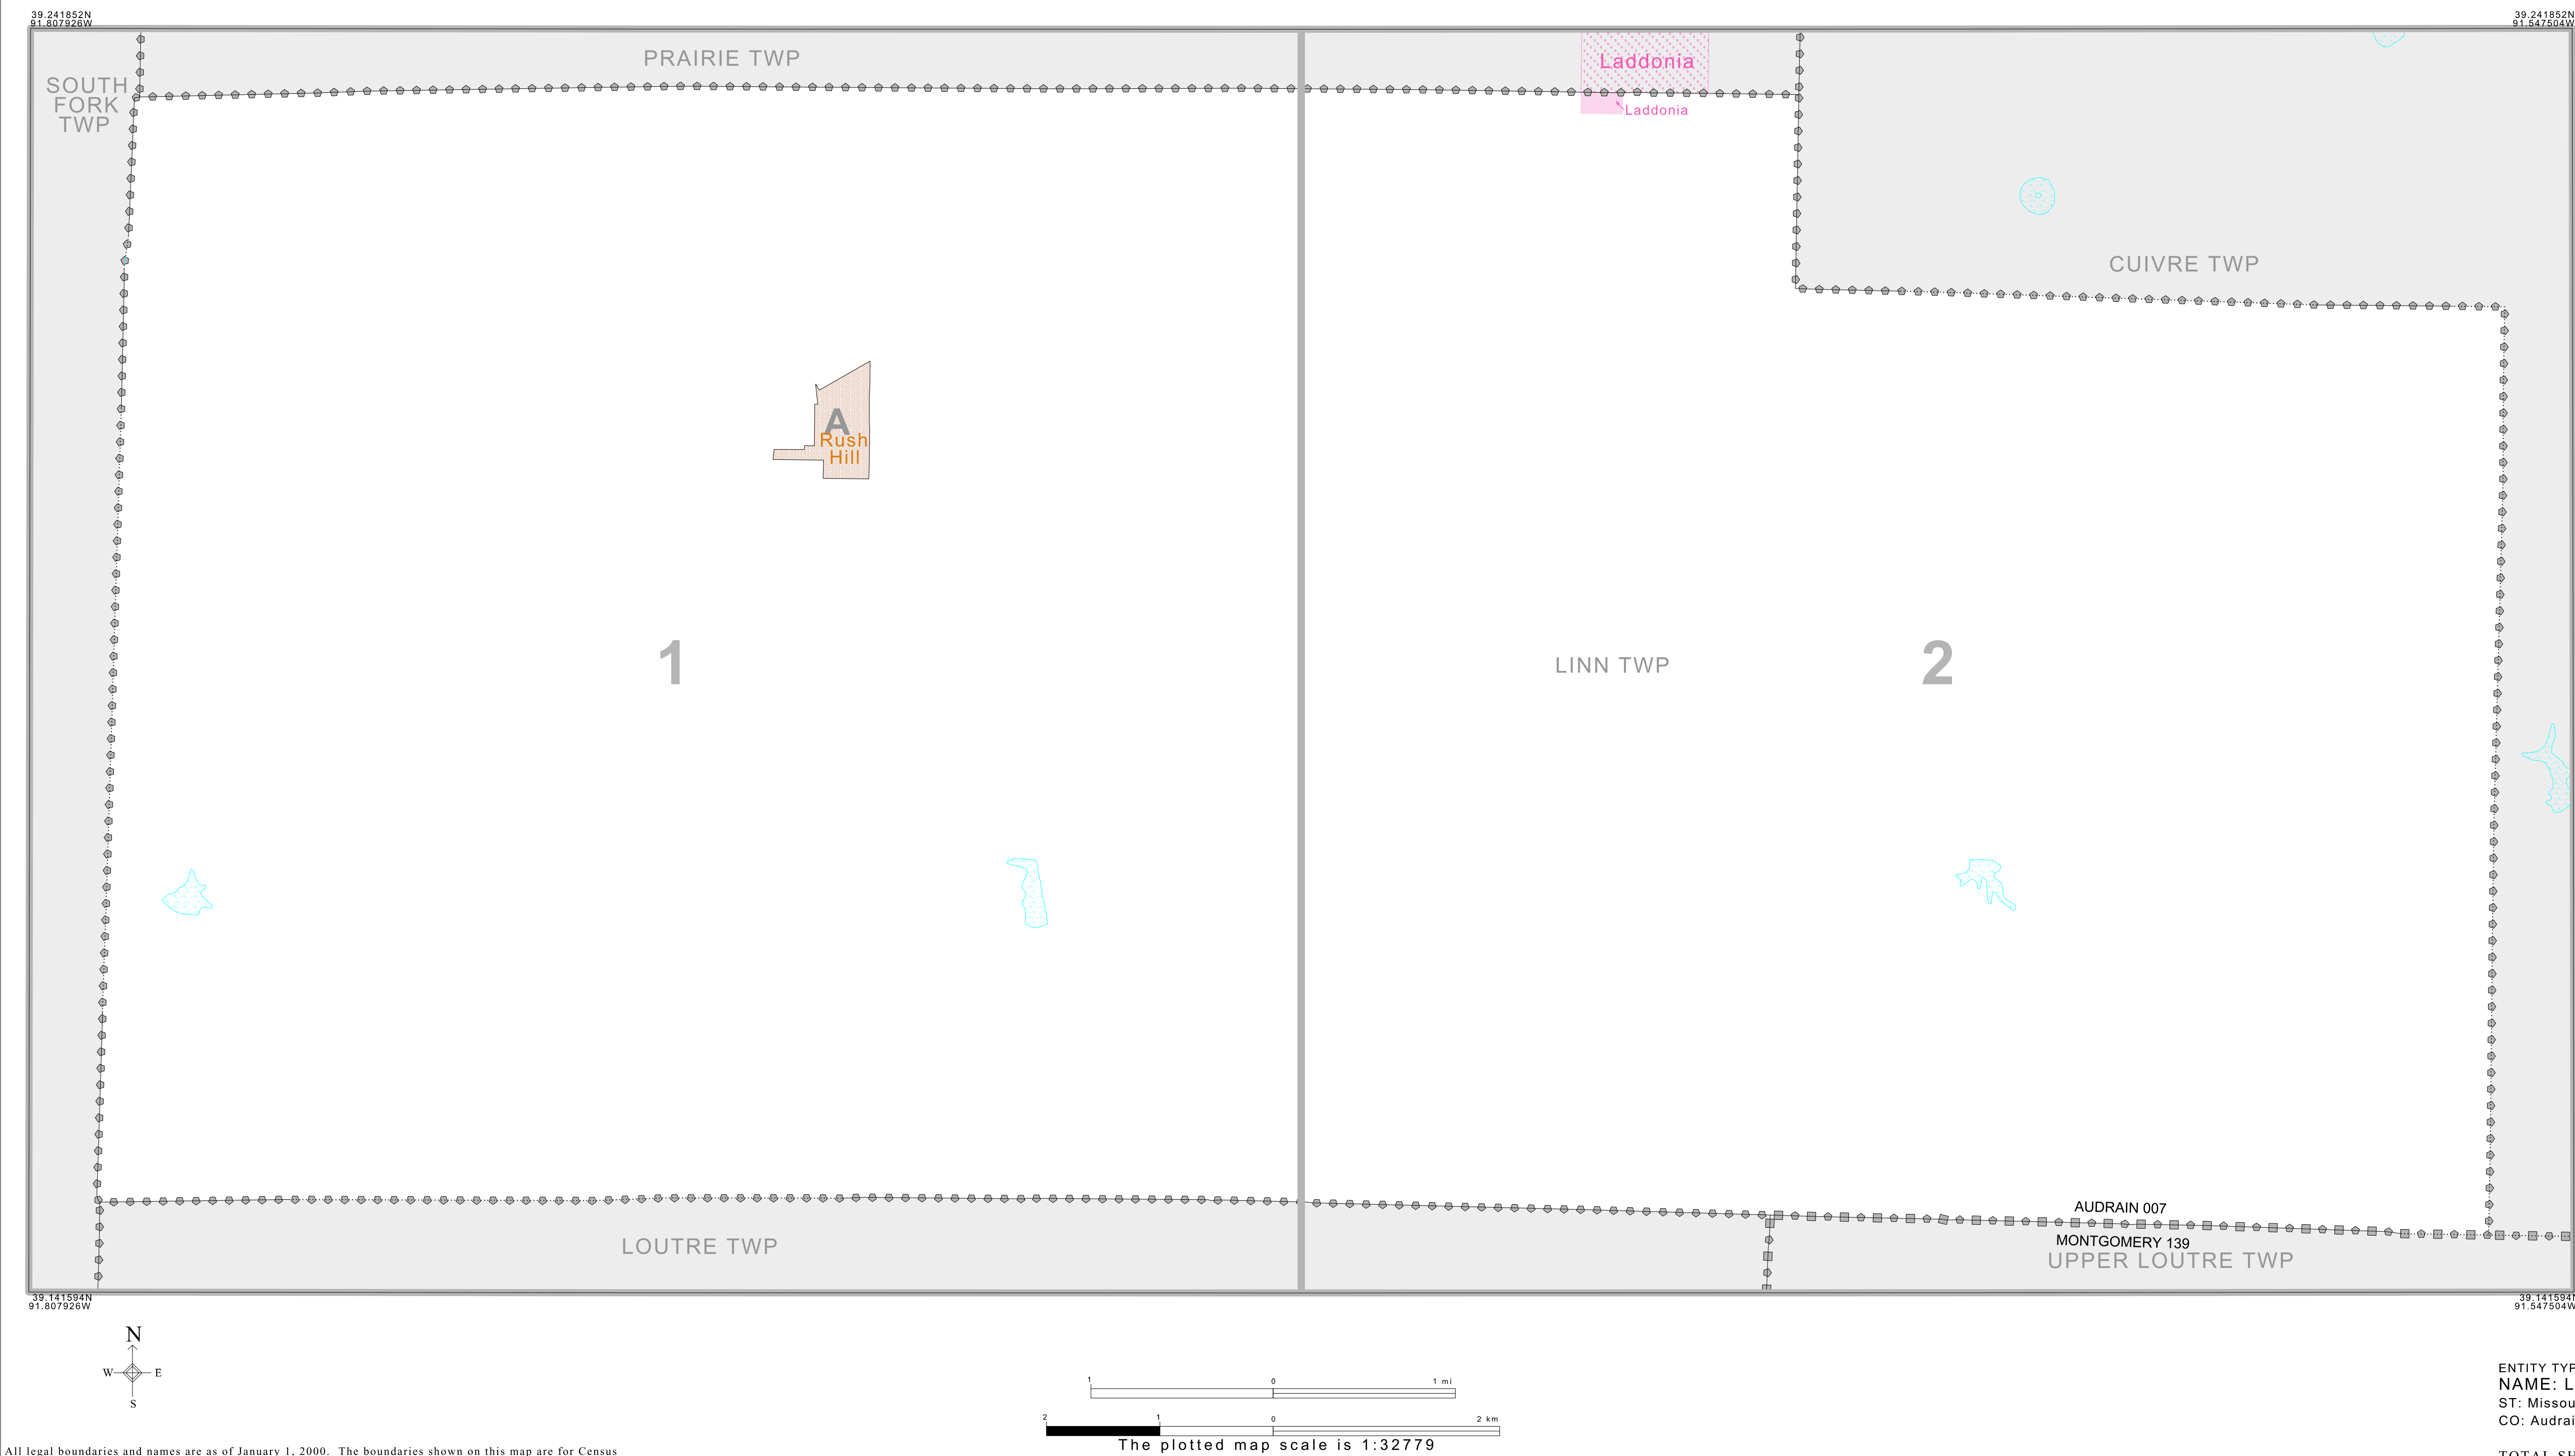 39.241852N
91.807926W
39.241852N
91.547504W
PRAIRIE TWP
SOUTH
FORK
TWP
Laddonia
Laddonia
CUIVRE TWP
A
Rush
Hill
1
LINN TWP
2
AUDRAIN 007
MONTGOMERY 139
LOUTRE TWP
UPPER LOUTRE TWP
39.141594N
91.807926W
39.141594N
91.547504W
N
W E
S
1 0 1 mi
2 1 0 2 km
The plotted map scale is 1:32779
ENTITY TYP
NAME: L
ST: Missou
CO: Audrai
All legal boundaries and names are as of January 1, 2000. The boundaries shown on this map are for Census
TOTAL SH